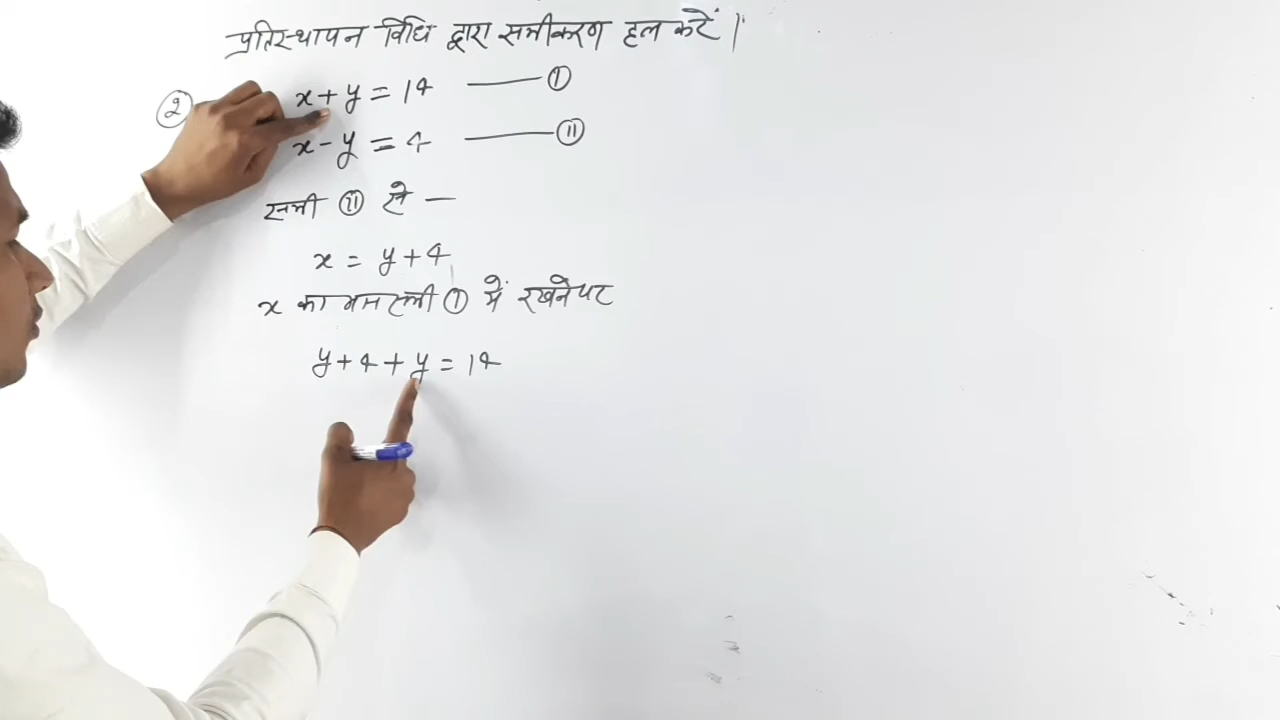 प्रतिस्थापन विधि द्वारा समीकरण हल करें।
② x + y = 14 —— ①
x - y = 4 —— ⑪
समी ⑪ से —
x = y + 4
x का मान समी ① में रखने पर
y + 4 + y = 14